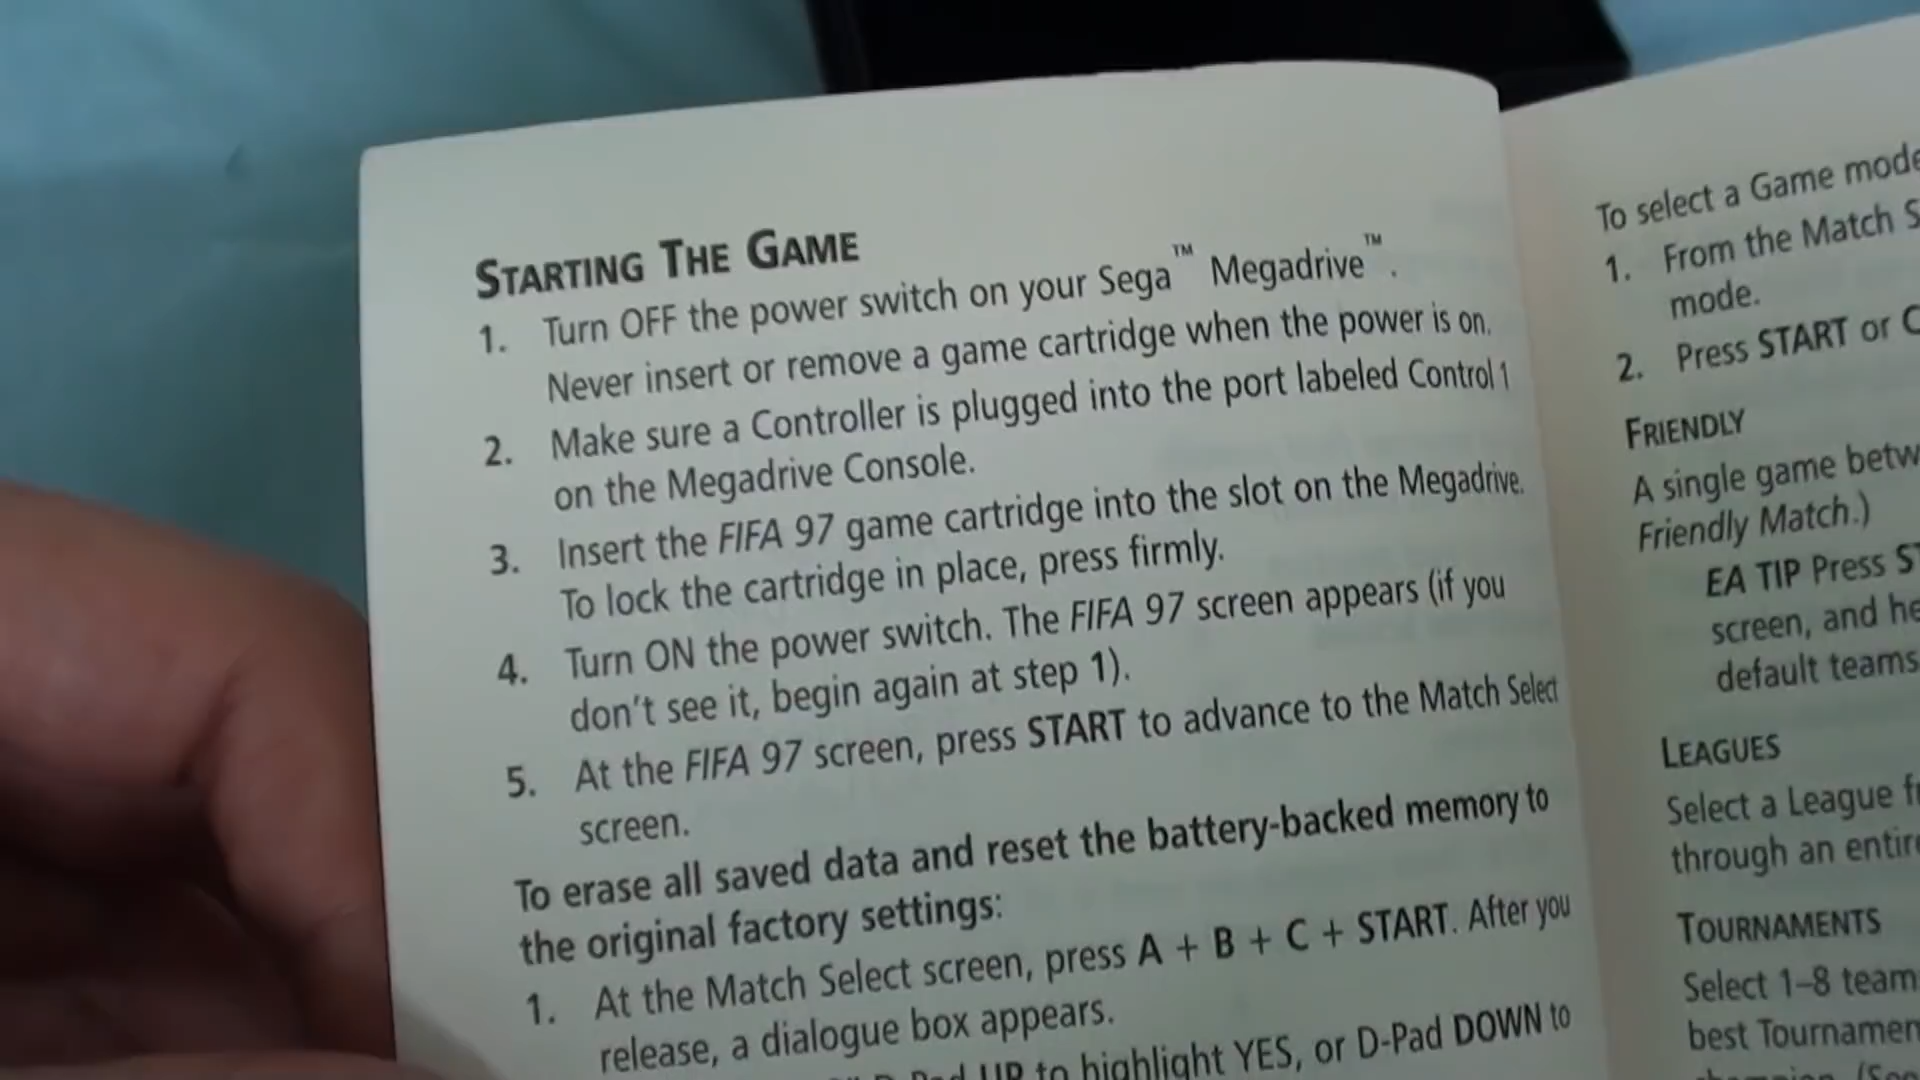 STARTING THE GAME
1. Turn OFF the power switch on your Sega™ Megadrive™.
Never insert or remove a game cartridge when the power is on.
2. Make sure a Controller is plugged into the port labeled Control 1
on the Megadrive Console.
3. Insert the FIFA 97 game cartridge into the slot on the Megadrive.
To lock the cartridge in place, press firmly.
4. Turn ON the power switch. The FIFA 97 screen appears (if you
don't see it, begin again at step 1).
5. At the FIFA 97 screen, press START to advance to the Match Select
screen.
To erase all saved data and reset the battery-backed memory to
the original factory settings:
1. At the Match Select screen, press A + B + C + START. After you
release, a dialogue box appears.
UP to highlight YES, or D-Pad DOWN to
To select a Game mode
1. From the Match S
mode.
2. Press START or C
FRIENDLY
A single game betw
Friendly Match.)
EA TIP Press ST
screen, and he
default teams
LEAGUES
Select a League f
through an entire
TOURNAMENTS
Select 1–8 team
best Tournamen
(See